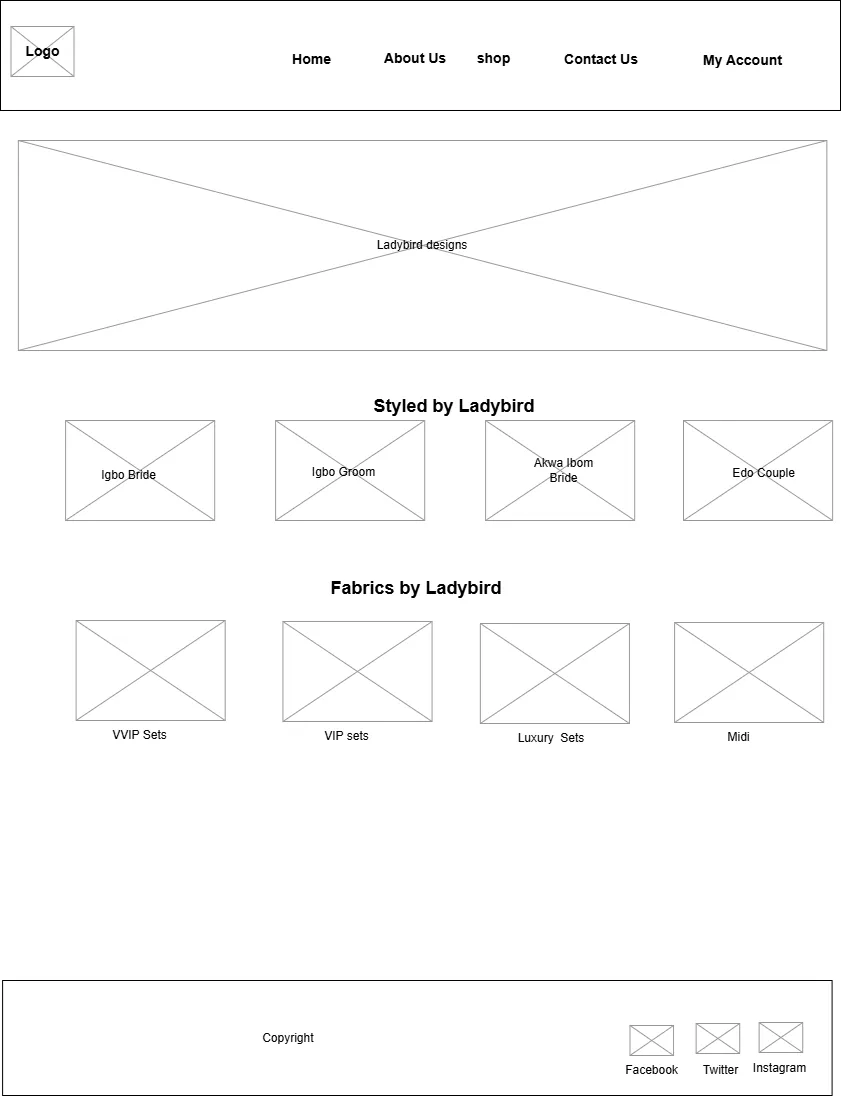 Logo
Home
About Us
shop
Contact Us
My Account
Ladybird designs
Styled by Ladybird
Igbo Bride
Igbo Groom
Akwa Ibom
Bride
Edo Couple
Fabrics by Ladybird
VVIP Sets
VIP sets
Luxury  Sets
Midi
Copyright
Facebook
Twitter
Instagram